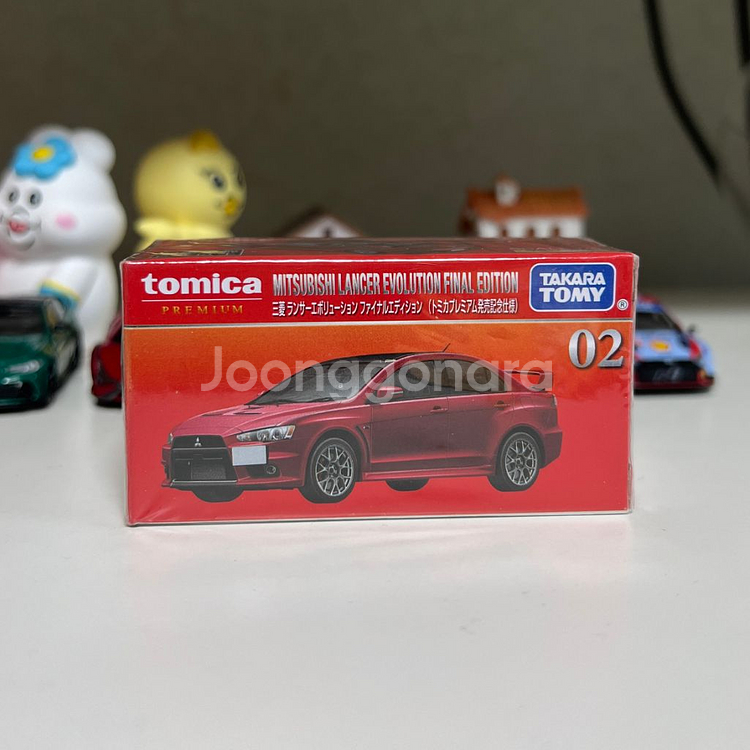 tomica
PREMIUM
MITSUBISHI LANCER EVOLUTION FINAL EDITION
三菱 ランサーエボリューション ファイナルエディション (トミカプレミアム発売記念仕様)
TAKARA
TOMY
®
02
Joonggonara